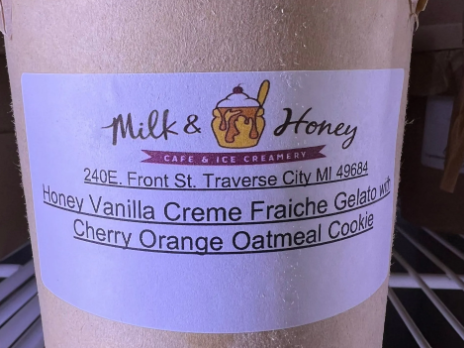 Milk & Honey
CAFE & ICE CREAMERY
240E. Front St. Traverse City MI 49684
Honey Vanilla Creme Fraiche Gelato with
Cherry Orange Oatmeal Cookie